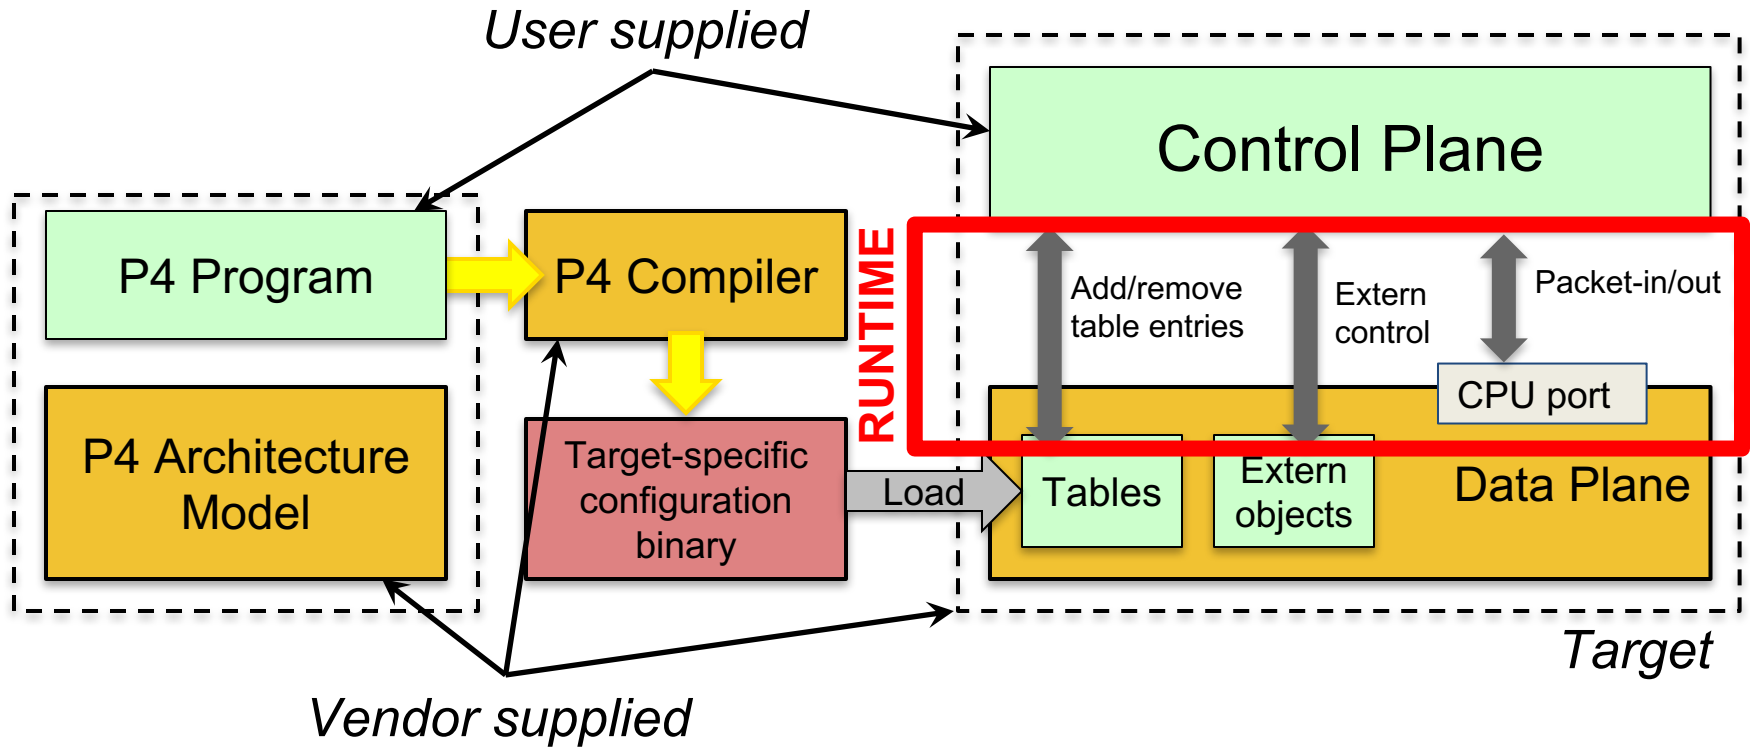 User supplied
Control Plane
P4 Program
P4 Compiler
RUNTIME
Add/remove
table entries
Extern
control
Packet-in/out
CPU port
P4 Architecture
Model
Target-specific
configuration
binary
Load
Tables
Extern
objects
Data Plane
Target
Vendor supplied